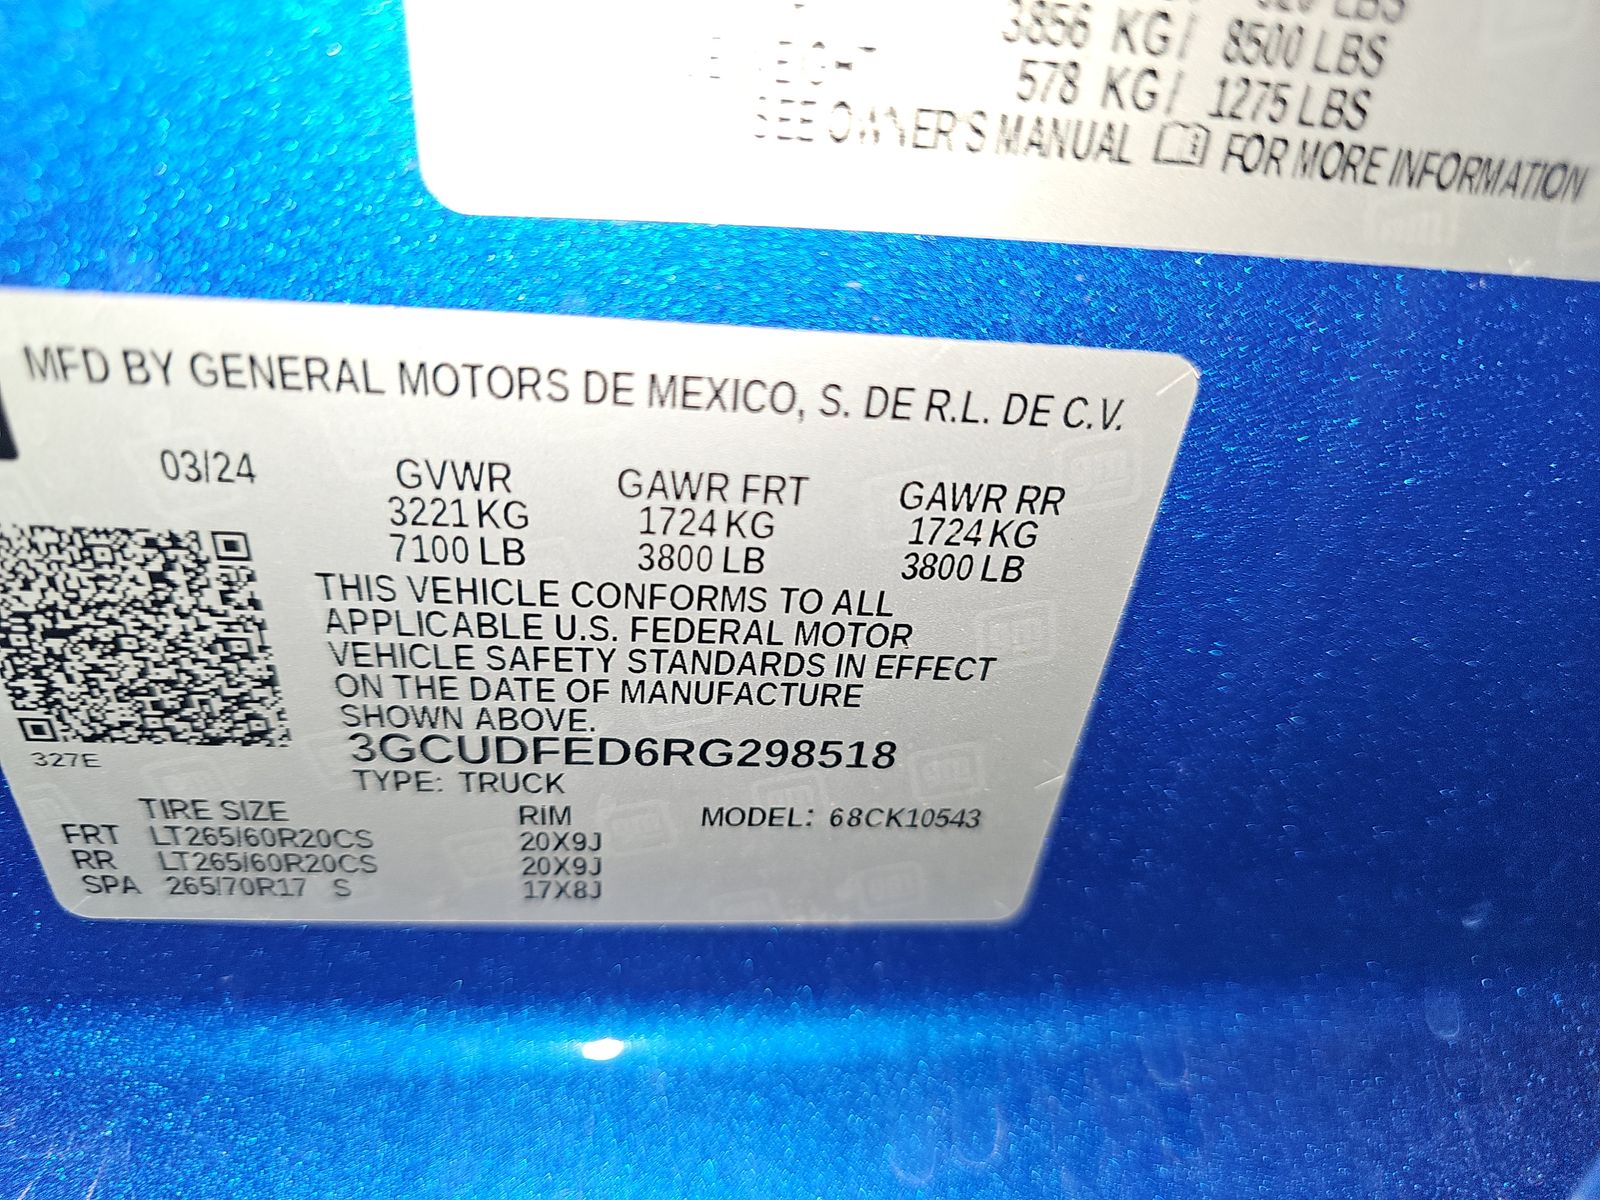 3856 KG/ 8500 LBS
578 KG/ 1275 LBS
SEE OWNER'S MANUAL FOR MORE INFORMATION
MFD BY GENERAL MOTORS DE MEXICO, S. DE R.L. DE C.V.
03/24 GVWR GAWR FRT GAWR RR
3221 KG 1724 KG 1724 KG
7100 LB 3800 LB 3800 LB
THIS VEHICLE CONFORMS TO ALL
APPLICABLE U.S. FEDERAL MOTOR
VEHICLE SAFETY STANDARDS IN EFFECT
ON THE DATE OF MANUFACTURE
SHOWN ABOVE.
327E 3GCUDFED6RG298518
TYPE: TRUCK
TIRE SIZE RIM MODEL: 68CK10543
FRT LT265/60R20CS 20X9J
RR LT265/60R20CS 20X9J
SPA 265/70R17 S 17X8J